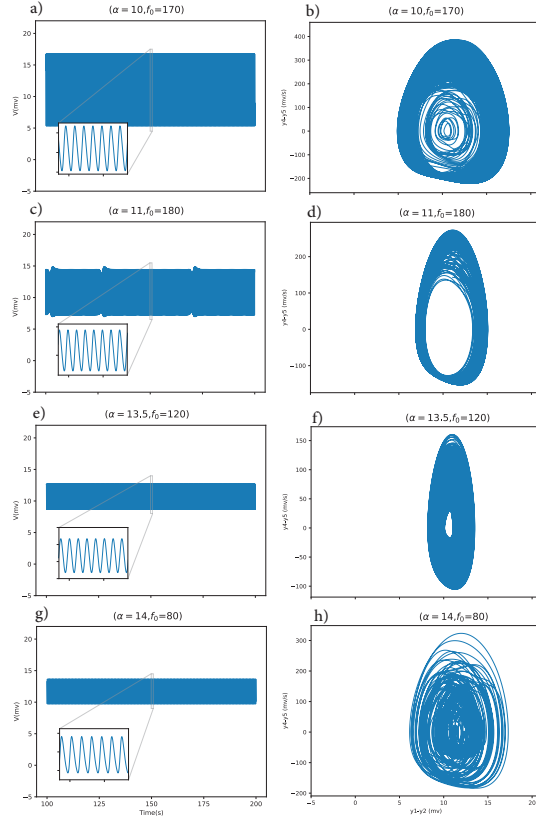 a) (α = 10,f₀=170)
20
15
10
5
0
−5
V(mv)
b) (α = 10,f₀=170)
400
300
200
100
0
−100
−200
y4-y5 (mv/s)
c) (α = 11,f₀=180)
20
15
10
5
0
−5
V(mv)
d) (α = 11,f₀=180)
200
100
0
−100
y4-y5 (mv/s)
e) (α = 13.5,f₀=120)
20
15
10
5
0
−5
V(mv)
f) (α = 13.5,f₀=120)
150
100
50
0
−50
−100
y4-y5 (mv/s)
g) (α = 14,f₀=80)
20
15
10
5
0
−5
V(mv)
100 125 150 175 200
Time(s)
h) (α = 14,f₀=80)
300
200
100
0
−100
−200
y4-y5 (mv/s)
−5 0 5 10 15 20
y1-y2 (mv)